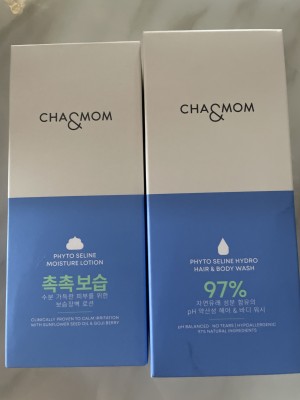 CHA&MOM
PHYTO SELINE
MOISTURE LOTION
촉촉보습
수분 가득한 피부를 위한
보습장벽 로션
CLINICALLY PROVEN TO CALM IRRITATION
WITH SUNFLOWER SEED OIL & GOJI BERRY
CHA&MOM
PHYTO SELINE HYDRO
HAIR & BODY WASH
97%
자연유래 성분 함유의
pH 약산성 헤어 & 바디 워시
pH BALANCED · NO TEARS | HYPOALLERGENIC
97% NATURAL INGREDIENTS